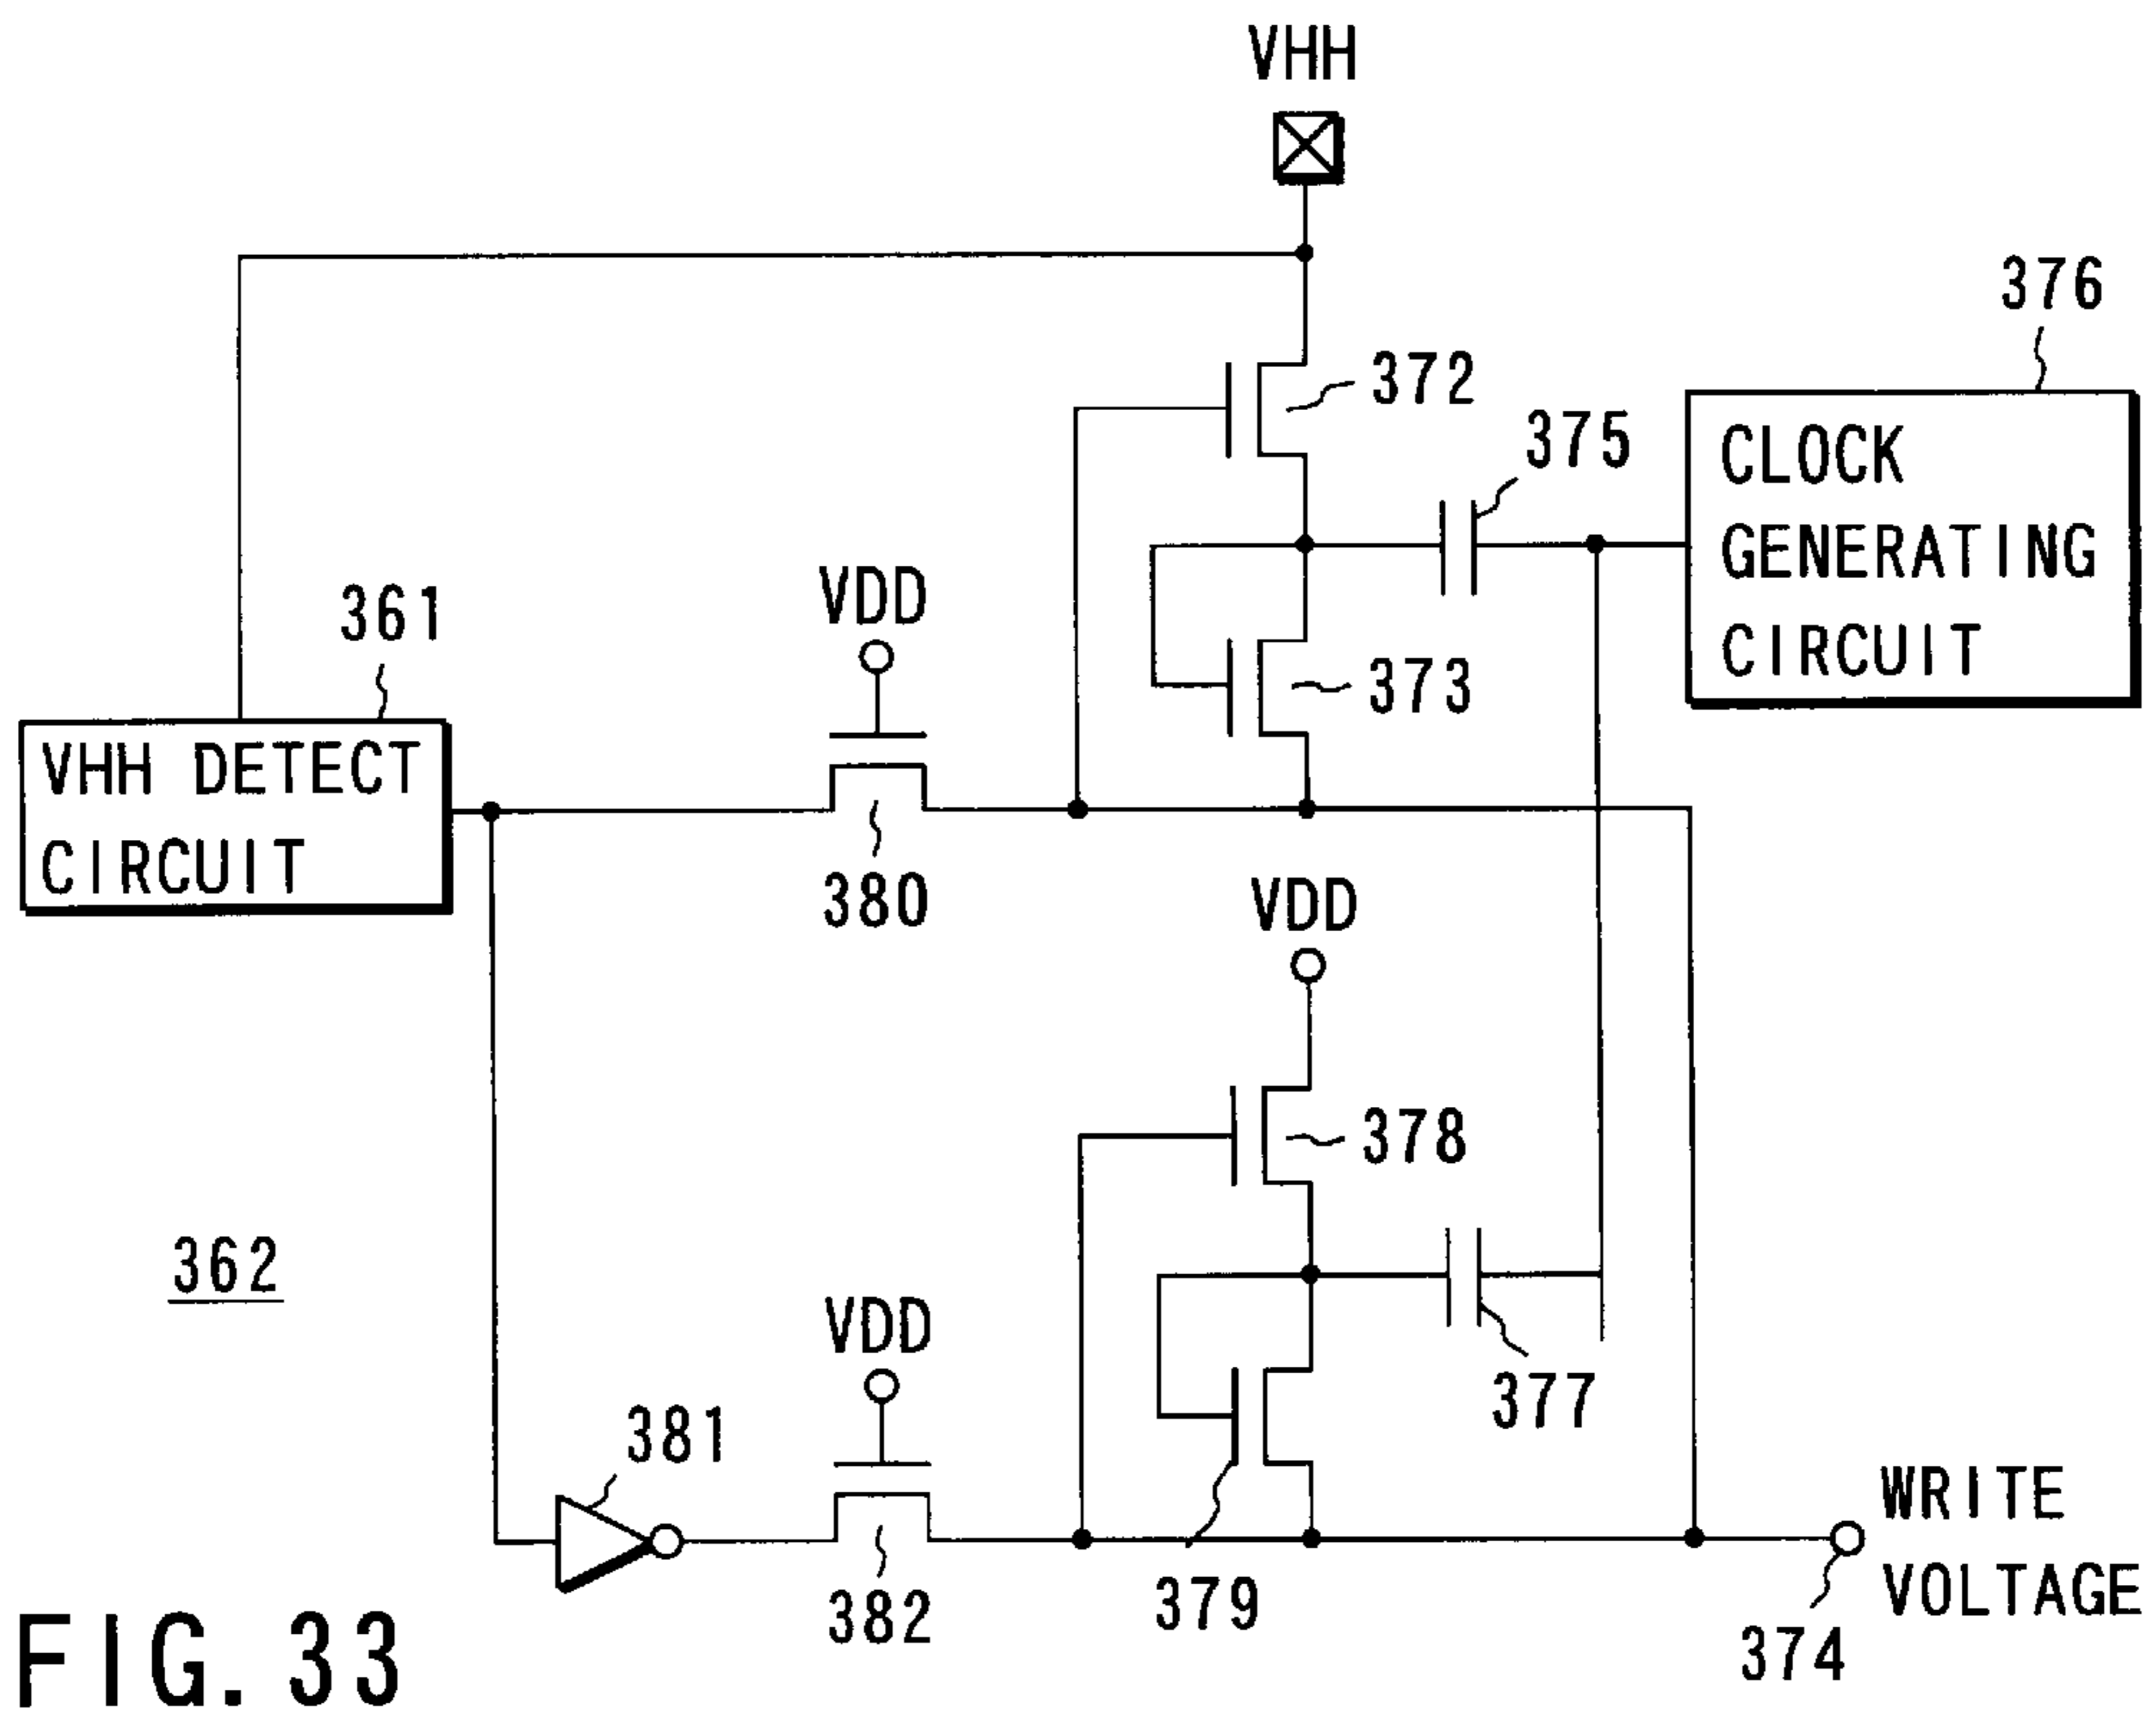 VHH
376
372
375
CLOCK
GENERATING
CIRCUIT
VDD
361
373
VHH DETECT
CIRCUIT
380
VDD
378
362
VDD
377
381
WRITE
VOLTAGE
379
382
374
FIG. 33